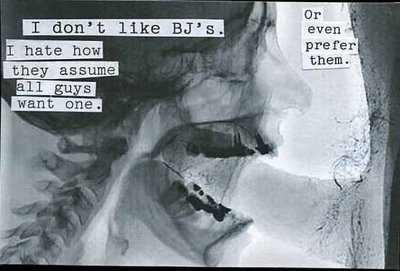 I don't like BJ's.
I hate how
they assume
all guys
want one.
Or
even
prefer
them.